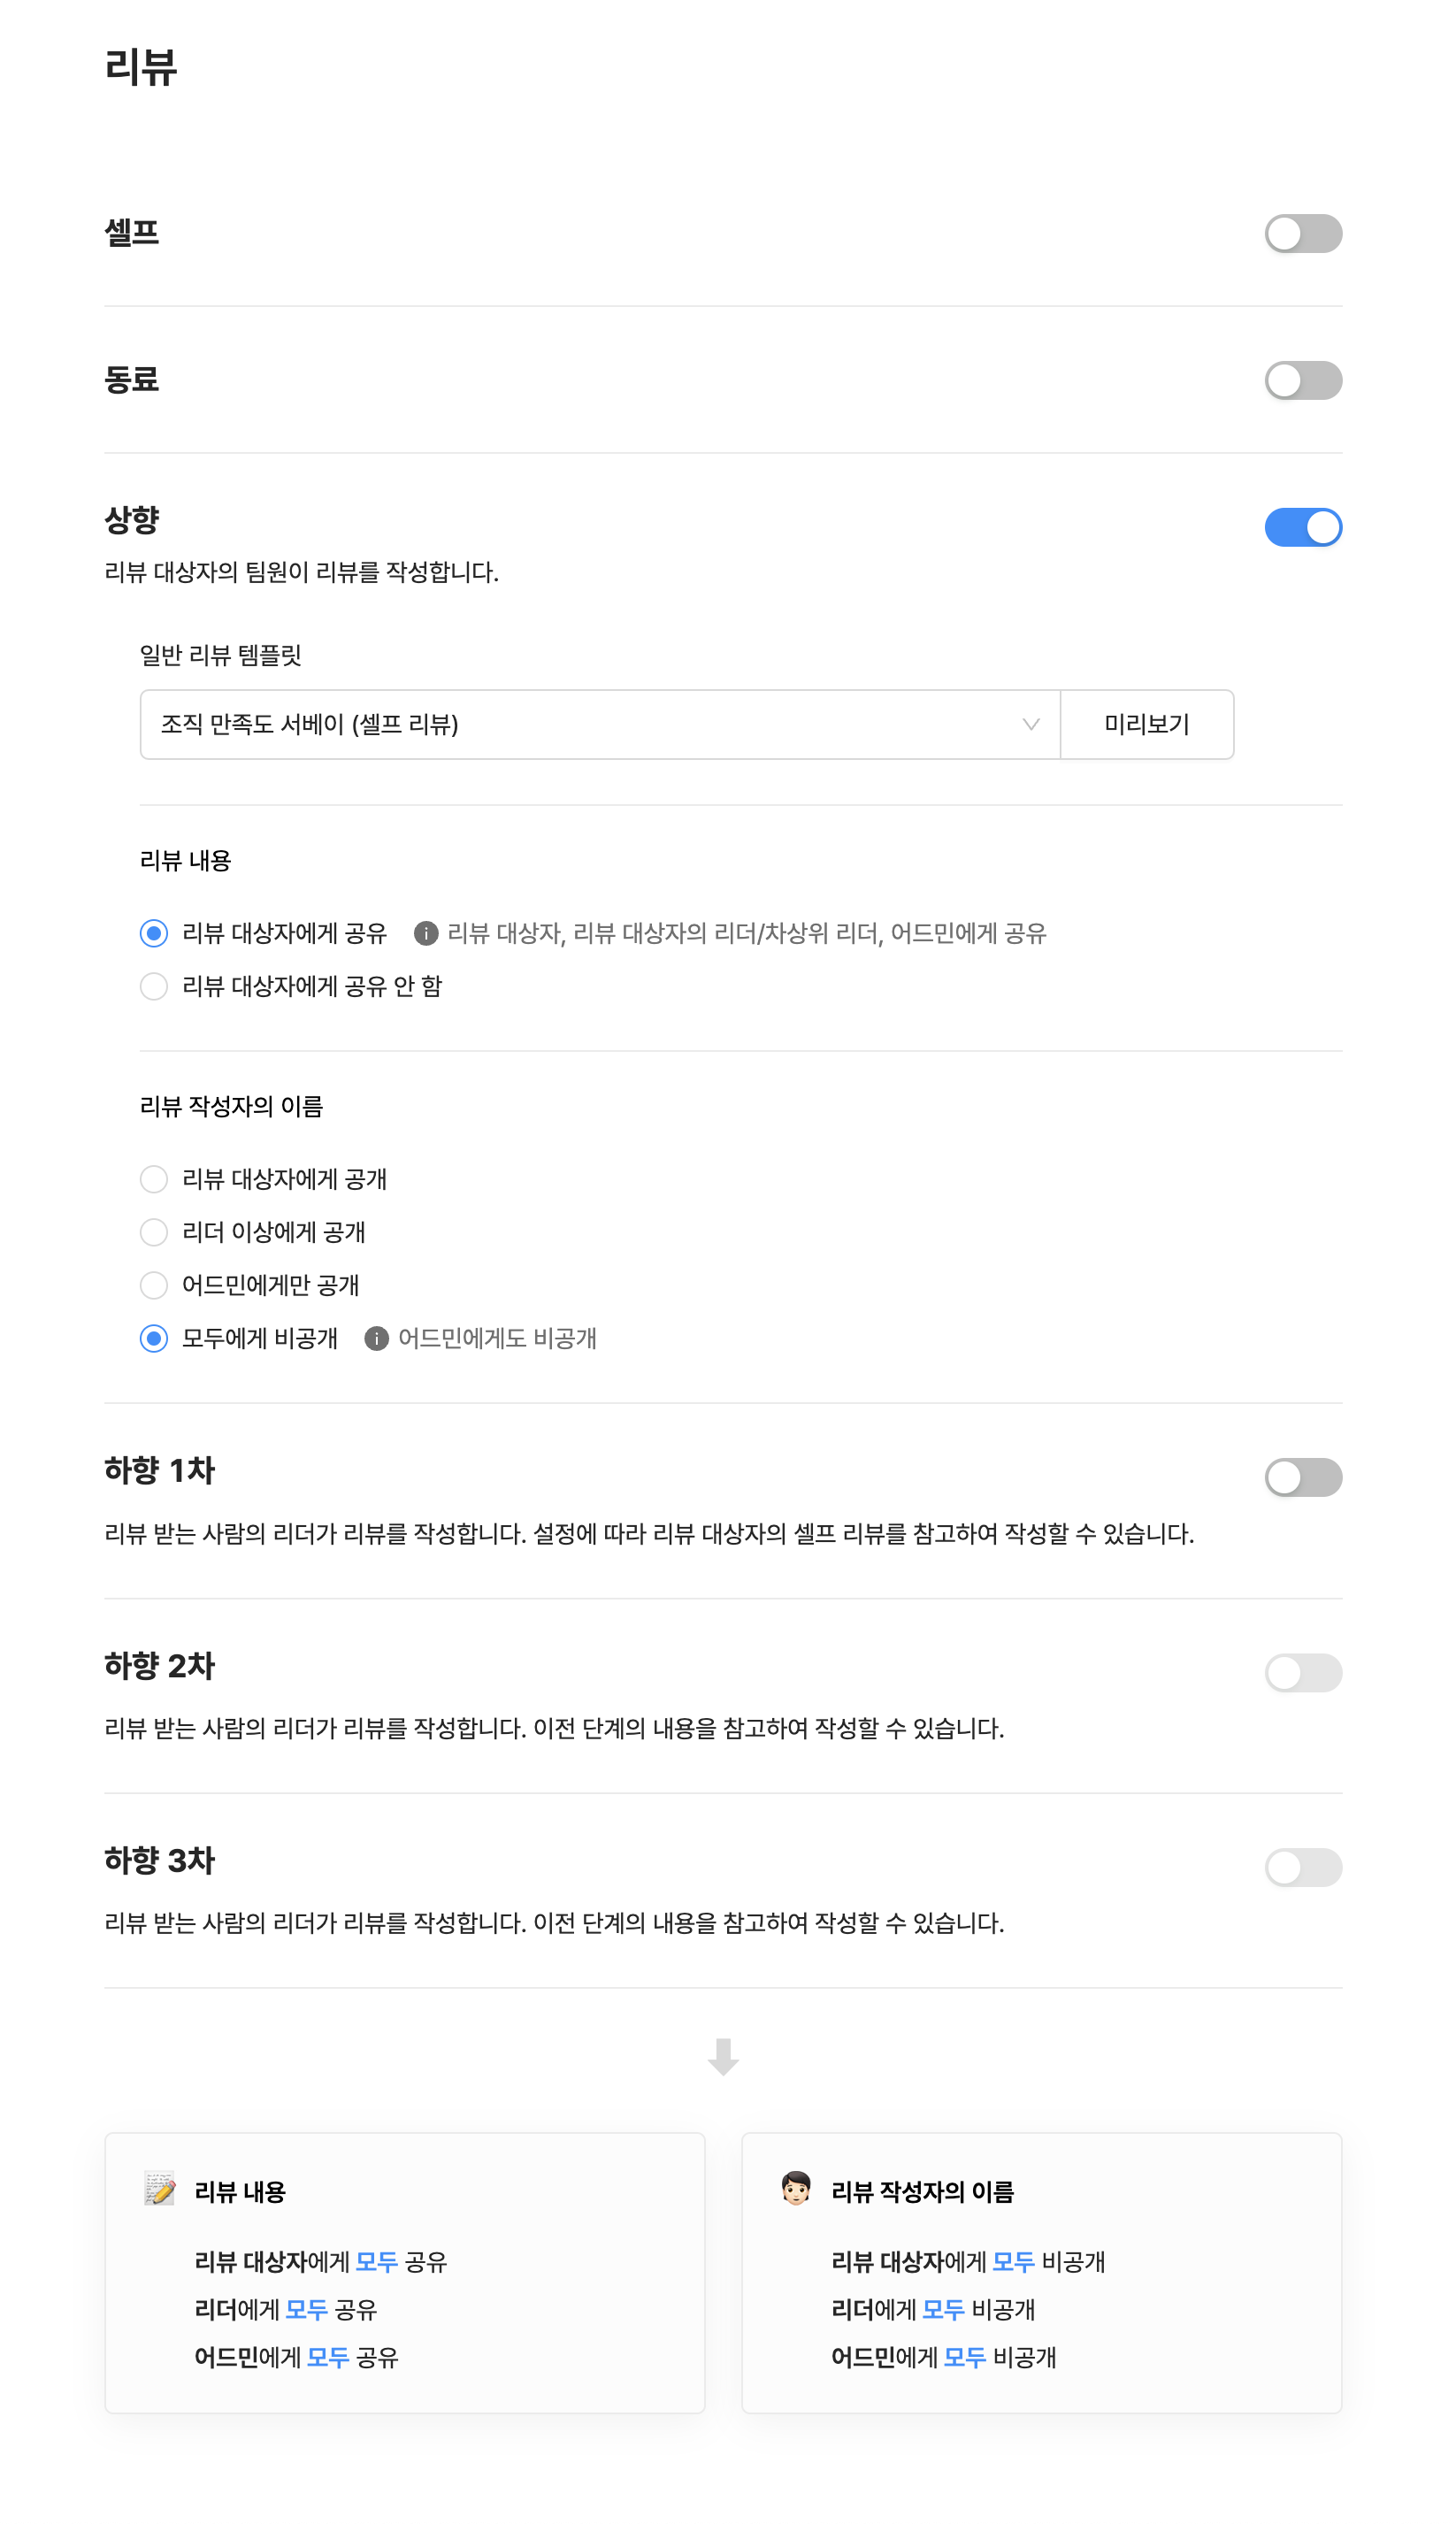 리뷰
셀프
동료
상향
리뷰 대상자의 팀원이 리뷰를 작성합니다.
일반 리뷰 템플릿
조직 만족도 서베이 (셀프 리뷰)
미리보기
리뷰 내용
리뷰 대상자에게 공유 리뷰 대상자, 리뷰 대상자의 리더/차상위 리더, 어드민에게 공유
리뷰 대상자에게 공유 안 함
리뷰 작성자의 이름
리뷰 대상자에게 공개
리더 이상에게 공개
어드민에게만 공개
모두에게 비공개 어드민에게도 비공개
하향 1차
리뷰 받는 사람의 리더가 리뷰를 작성합니다. 설정에 따라 리뷰 대상자의 셀프 리뷰를 참고하여 작성할 수 있습니다.
하향 2차
리뷰 받는 사람의 리더가 리뷰를 작성합니다. 이전 단계의 내용을 참고하여 작성할 수 있습니다.
하향 3차
리뷰 받는 사람의 리더가 리뷰를 작성합니다. 이전 단계의 내용을 참고하여 작성할 수 있습니다.
리뷰 내용
리뷰 대상자에게 모두 공유
리더에게 모두 공유
어드민에게 모두 공유
리뷰 작성자의 이름
리뷰 대상자에게 모두 비공개
리더에게 모두 비공개
어드민에게 모두 비공개